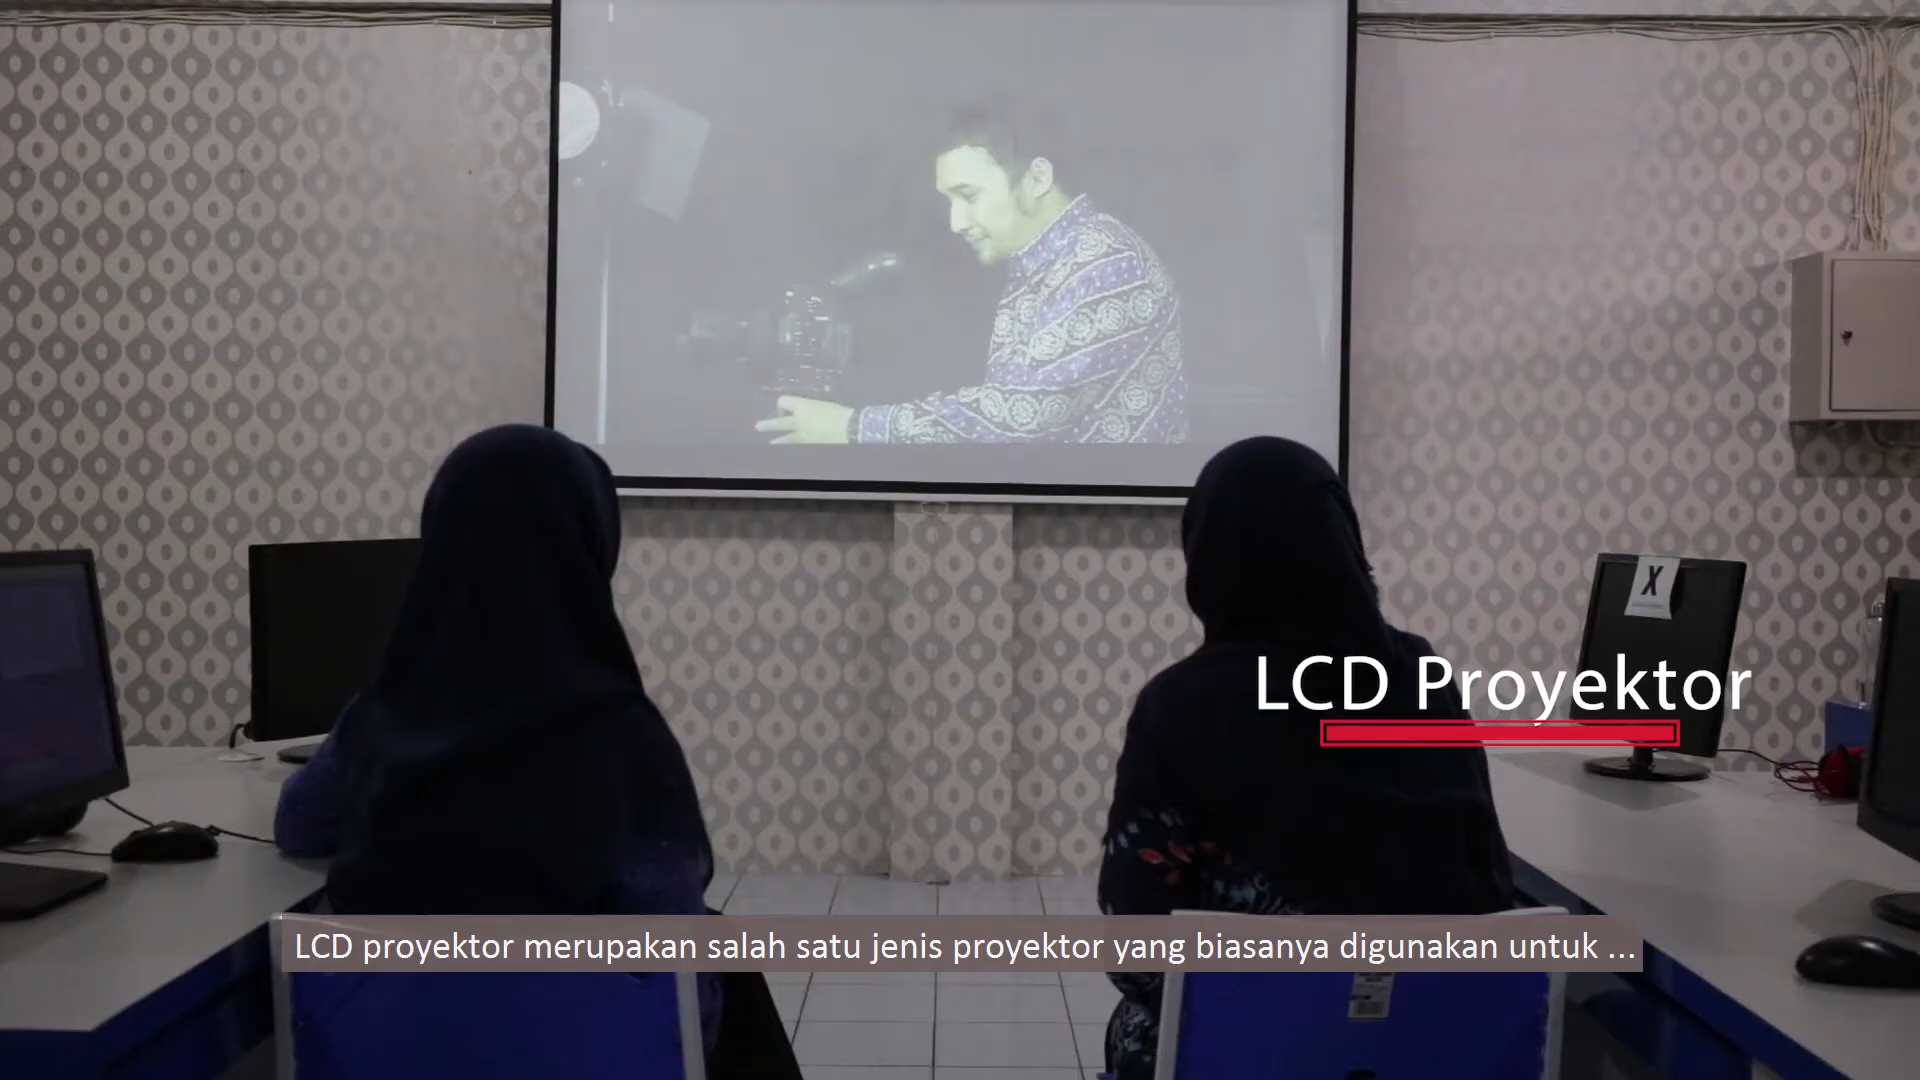 X
LCD Proyektor
LCD proyektor merupakan salah satu jenis proyektor yang biasanya digunakan untuk ...